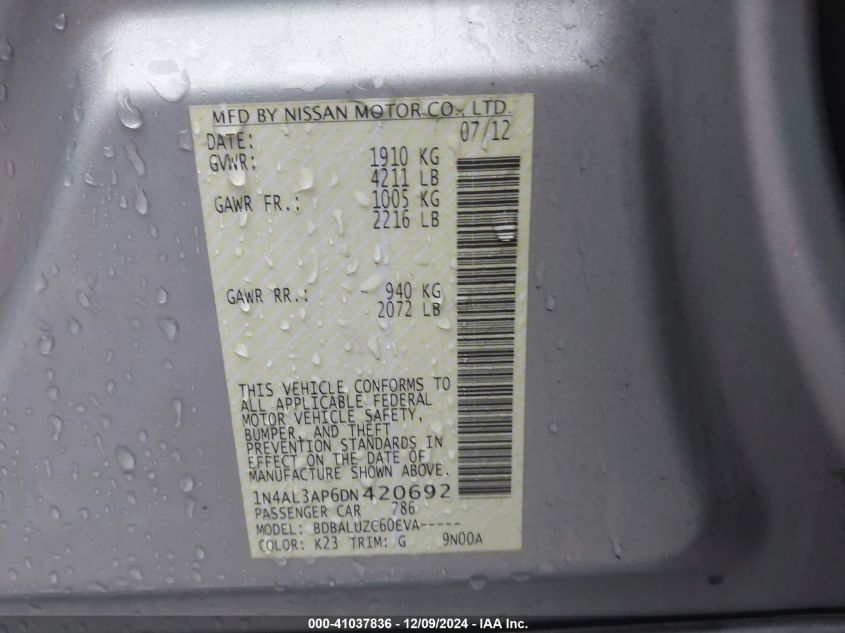 MFD BY NISSAN MOTOR CO., LTD.
DATE: 07/12
GVWR: 1910 KG
4211 LB
GAWR FR.: 1005 KG
2216 LB
GAWR RR.: 940 KG
2072 LB
THIS VEHICLE CONFORMS TO
ALL APPLICABLE FEDERAL
MOTOR VEHICLE SAFETY,
BUMPER, AND THEFT
PREVENTION STANDARDS IN
EFFECT ON THE DATE OF
MANUFACTURE SHOWN ABOVE.
1N4AL3AP6DN420692
PASSENGER CAR 786
MODEL: BDBALUZC60EVA-----
COLOR: K23 TRIM: G 9N00A
000-41037836 - 12/09/2024 - IAA Inc.